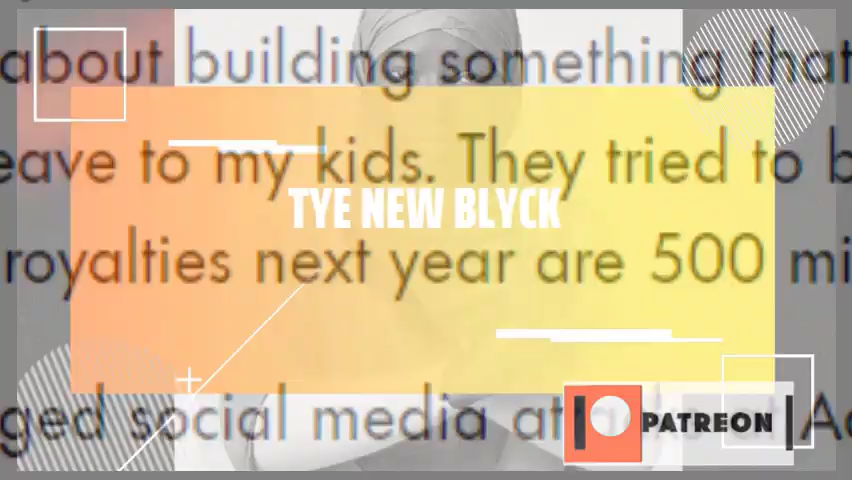 about building something that
eave to my kids. They tried to b
TYE NEW BLYCK
royalties next year are 500 mi
ged social media at
PATREON